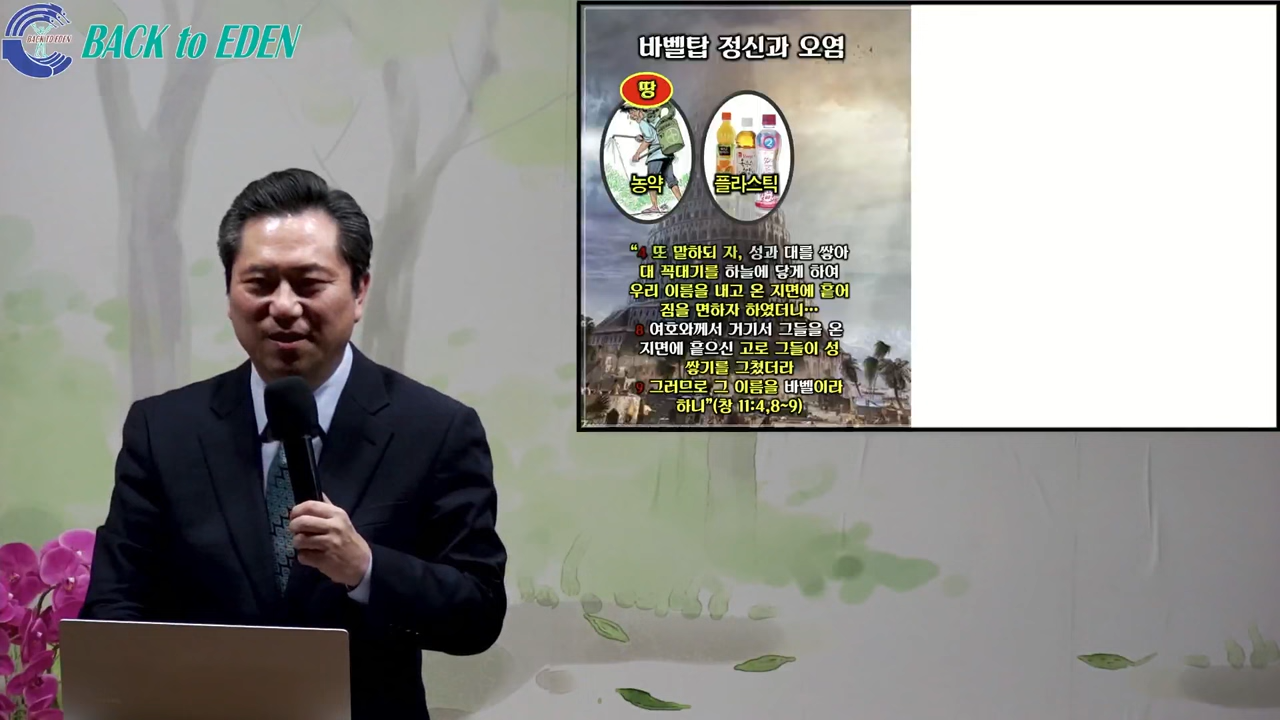 BACK to EDEN
BACK TO EDEN
바벨탑 정신과 오염
땅
농약
플라스틱
“4 또 말하되 자, 성과 대를 쌓아
대 꼭대기를 하늘에 닿게 하여
우리 이름을 내고 온 지면에 흩어
짐을 면하자 하였더니…
8 여호와께서 거기서 그들을 온
지면에 흩으신 고로 그들이 성
쌓기를 그쳤더라
9 그러므로 그 이름을 바벨이라
하니”(창 11:4,8~9)